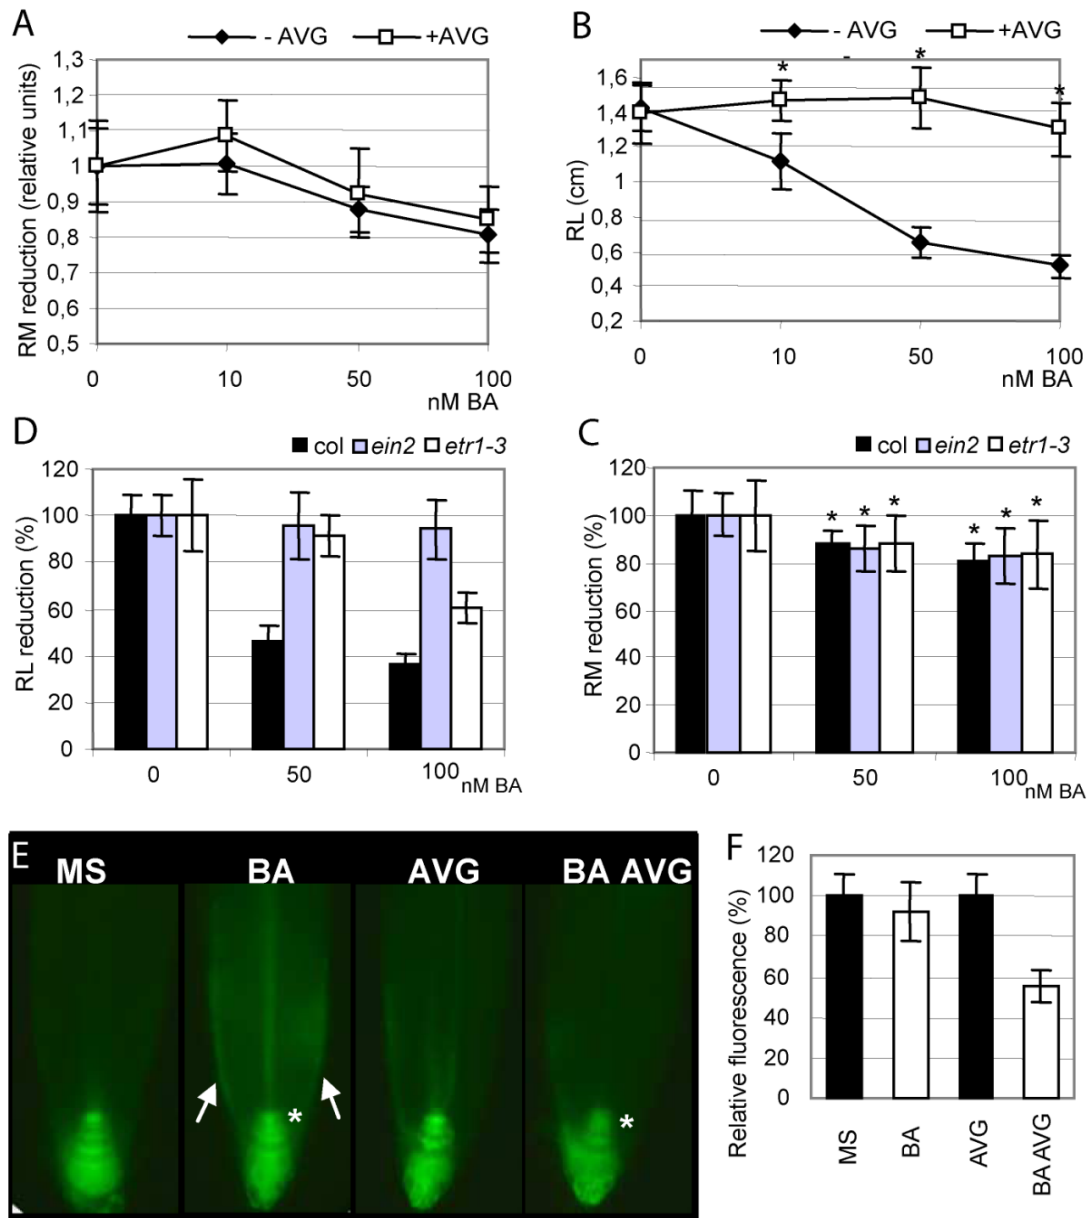 A
- AVG +AVG
RM reduction (relative units)
1,3
1,2
1,1
1
0,9
0,8
0,7
0,6
0,5
0 10 50 100
nM BA
B
- AVG +AVG
-
* * *
RL (cm)
1,6
1,4
1,2
1
0,8
0,6
0,4
0,2
0 10 50 100
nM BA
D
col ein2 etr1-3
RL reduction (%)
120
100
80
60
40
20
0
0 50 100 nM BA
C
col ein2 etr1-3
RM reduction (%)
120
100
80
60
40
20
0
* * * * * *
0 50 100 nM BA
E
MS BA AVG BA AVG
* *
F
Relative fluorescence (%)
120
100
80
60
40
20
0
MS
BA
AVG
BA AVG